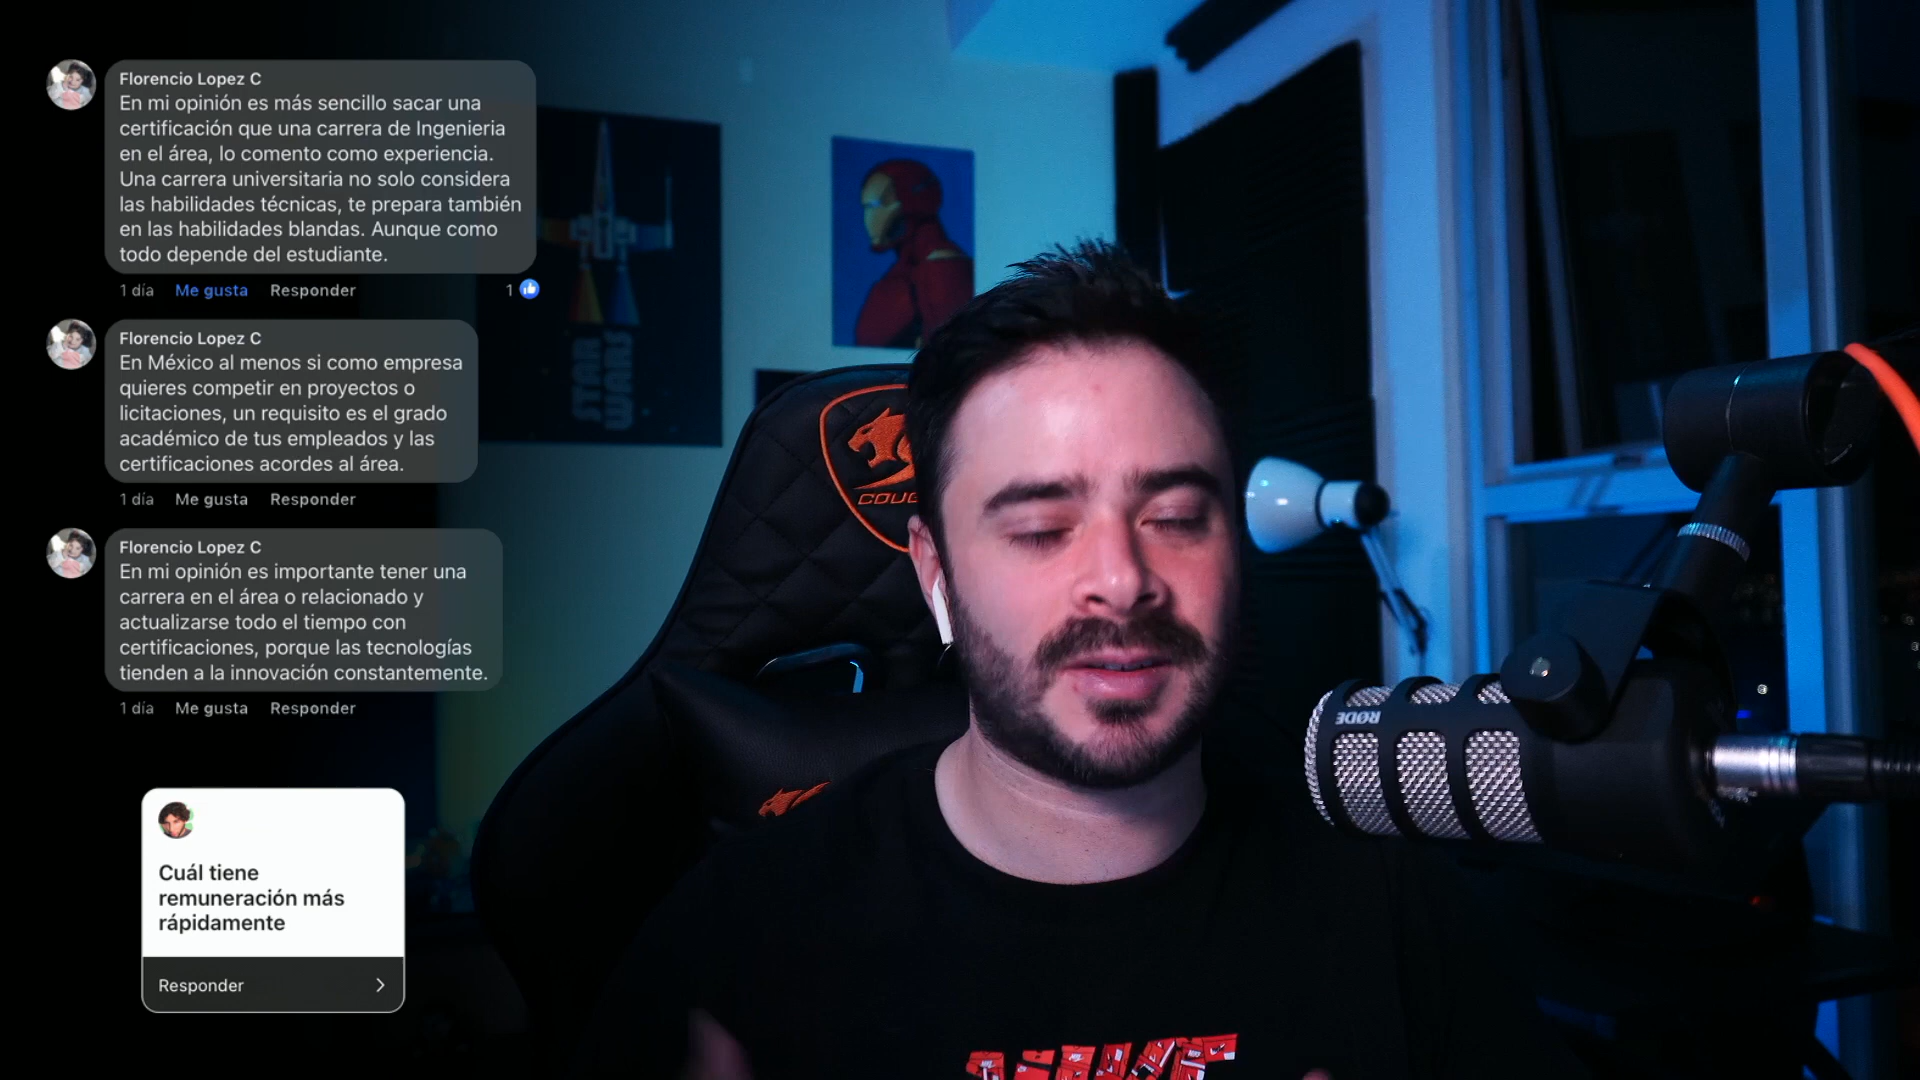 Florencio Lopez C
En mi opinión es más sencillo sacar una
certificación que una carrera de Ingenieria
en el área, lo comento como experiencia.
Una carrera universitaria no solo considera
las habilidades técnicas, te prepara también
en las habilidades blandas. Aunque como
todo depende del estudiante.
1 día Me gusta Responder 1
Florencio Lopez C
En México al menos si como empresa
quieres competir en proyectos o
licitaciones, un requisito es el grado
académico de tus empleados y las
certificaciones acordes al área.
1 día Me gusta Responder
Florencio Lopez C
En mi opinión es importante tener una
carrera en el área o relacionado y
actualizarse todo el tiempo con
certificaciones, porque las tecnologías
tienden a la innovación constantemente.
1 día Me gusta Responder
Cuál tiene
remuneración más
rápidamente
Responder
STAR
WARS
RØDE